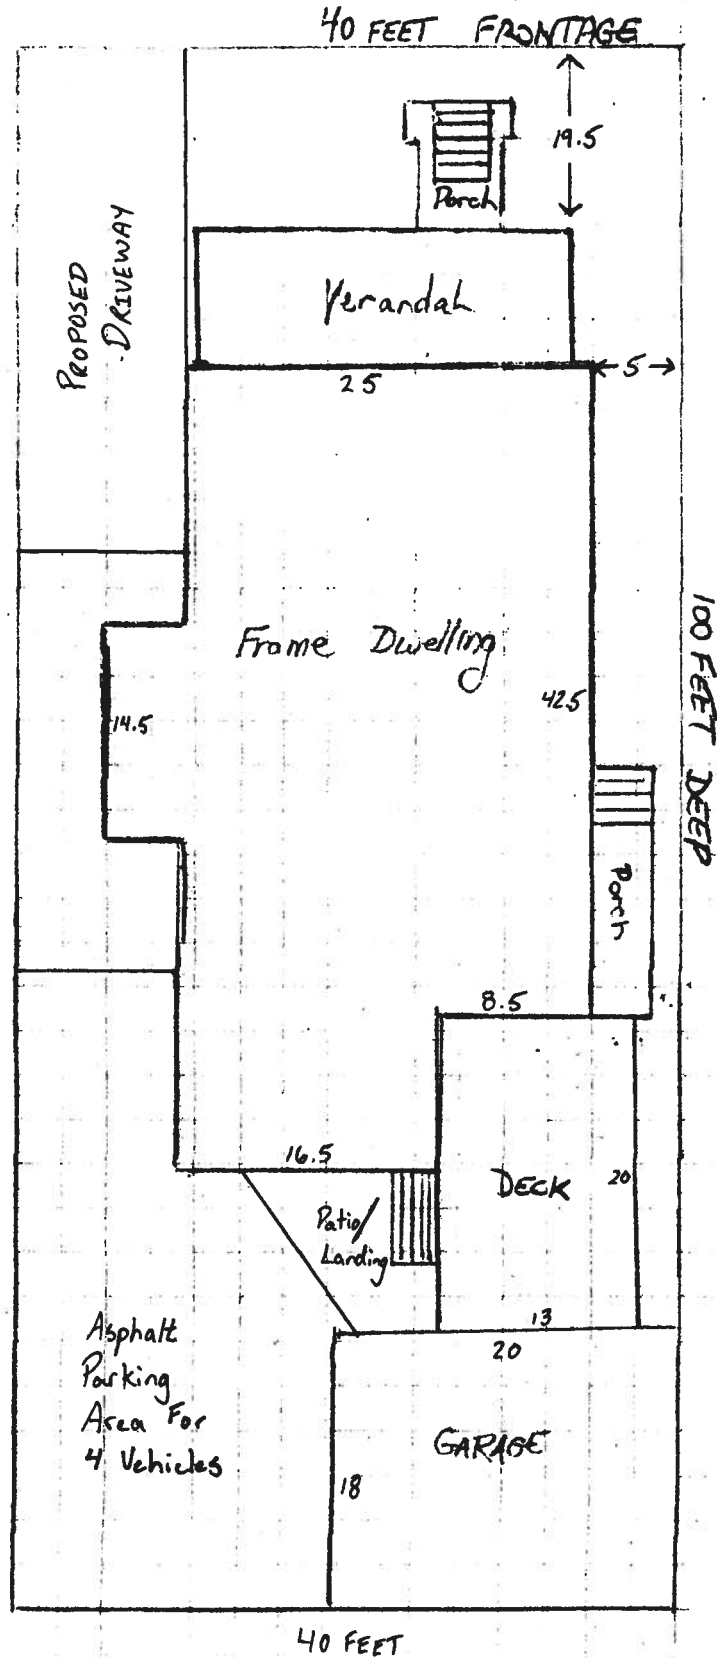 40 FEET FRONTAGE
19.5
Porch
PROPOSED
DRIVEWAY
Verandah
5
25
Frame Dwelling
100 FEET DEEP
42.5
14.5
Porch
8.5
16.5
DECK
20
Patio/
Landing
13
20
Asphalt
Parking
Area For
4 Vehicles
GARAGE
18
40 FEET